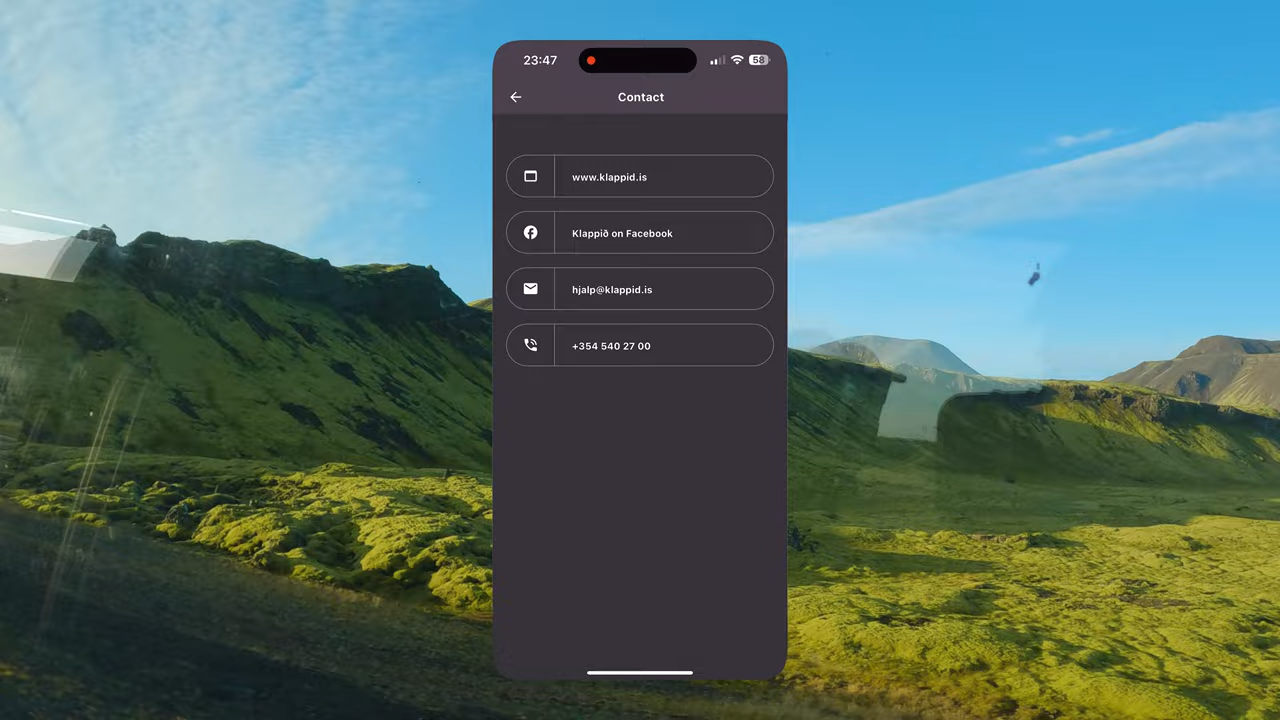 23:47
58
Contact
www.klappid.is
Klappið on Facebook
hjalp@klappid.is
+354 540 27 00